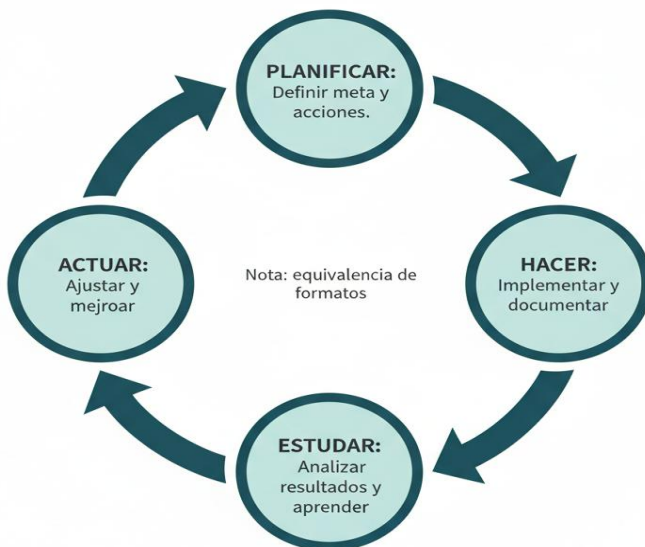 PLANIFICAR:
Definir meta y
acciones.
HACER:
Implementar y
documentar
ESTUDAR:
Analizar
resultados y
aprender
ACTUAR:
Ajustar y
mejroar
Nota: equivalencia de
formatos